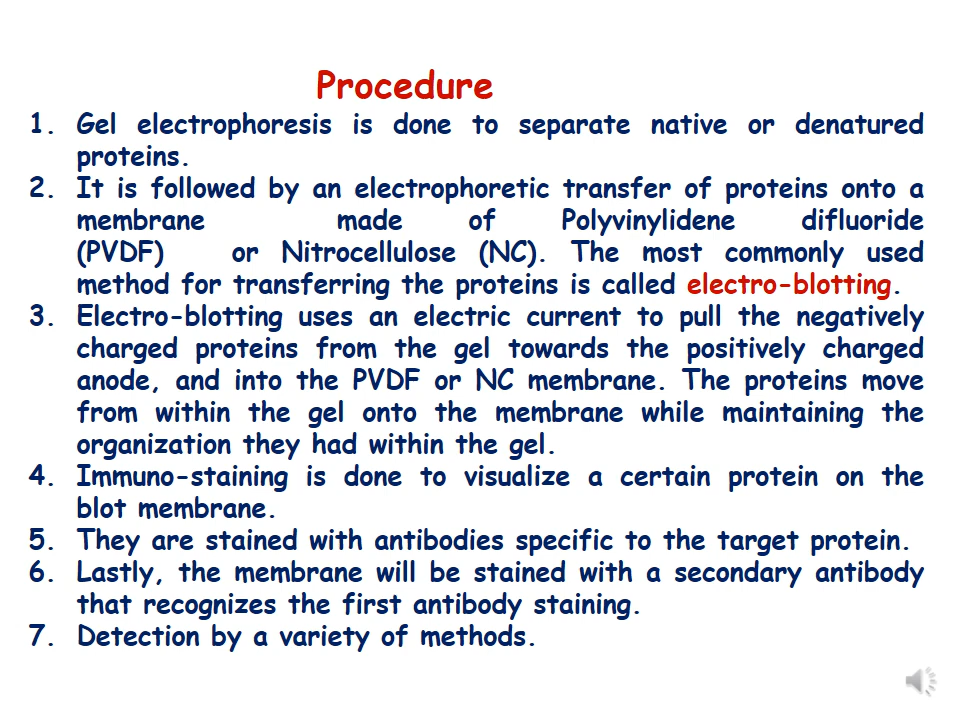 Procedure
1. Gel electrophoresis is done to separate native or denatured
proteins.
2. It is followed by an electrophoretic transfer of proteins onto a
membrane made of Polyvinylidene difluoride
(PVDF) or Nitrocellulose (NC). The most commonly used
method for transferring the proteins is called electro-blotting.
3. Electro-blotting uses an electric current to pull the negatively
charged proteins from the gel towards the positively charged
anode, and into the PVDF or NC membrane. The proteins move
from within the gel onto the membrane while maintaining the
organization they had within the gel.
4. Immuno-staining is done to visualize a certain protein on the
blot membrane.
5. They are stained with antibodies specific to the target protein.
6. Lastly, the membrane will be stained with a secondary antibody
that recognizes the first antibody staining.
7. Detection by a variety of methods.